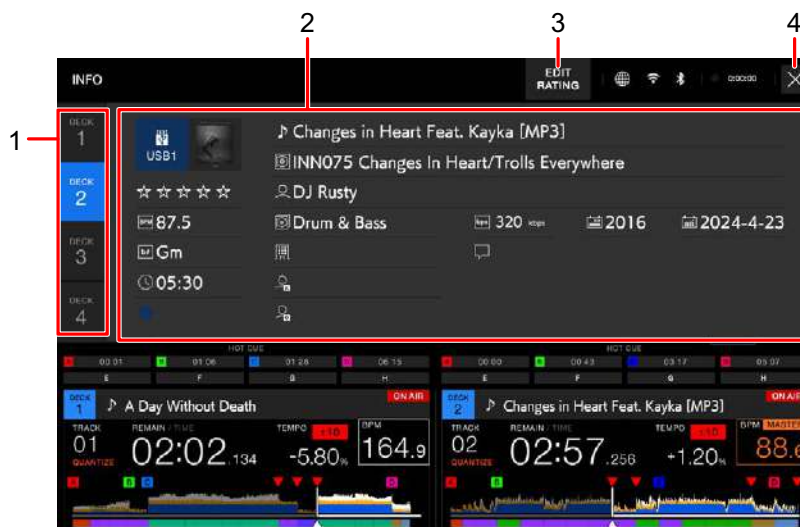 2
3
4
INFO
EDIT
RATING
0:00:00
1
DECK
1
DECK
2
DECK
3
DECK
4
USB1
Changes in Heart Feat. Kayka [MP3]
INN075 Changes In Heart/Trolls Everywhere
DJ Rusty
BPM 87.5
Drum & Bass
bps 320 kbps
2016
2024-4-23
Gm
05:30
HOT CUE
HOT CUE
00:01
B 01:06
C 01:28
D 06:15
A 00:00
B 00:43
03:17
05:07
E F G H
E F G H
DECK
1
A Day Without Death
ON AIR
DECK
2
Changes in Heart Feat. Kayka [MP3]
ON AIR
TRACK
01
QUANTIZE
REMAIN / TIME
02:02.134
TEMPO ±10
-5.80%
BPM
164.9
TRACK
02
QUANTIZE
REMAIN / TIME
02:57.256
TEMPO ±10
+1.20%
BPM MASTER
88.6
A B C D
A B C D